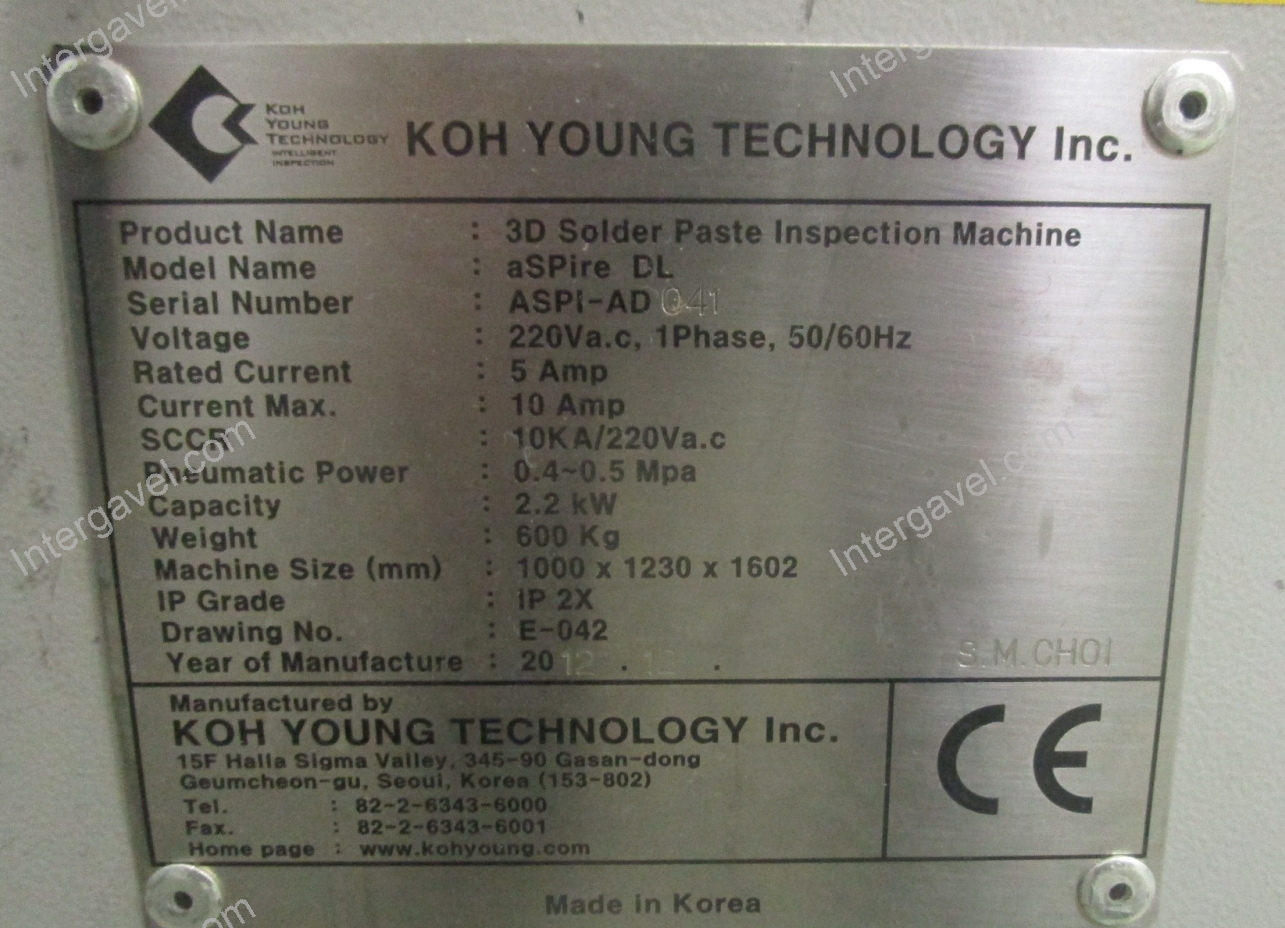 KOH
YOUNG
TECHNOLOGY
INTELLIGENT
INSPECTION
KOH YOUNG TECHNOLOGY Inc.
Product Name : 3D Solder Paste Inspection Machine
Model Name : aSPire DL
Serial Number : ASPI-AD 041
Voltage : 220Va.c, 1Phase, 50/60Hz
Rated Current : 5 Amp
Current Max. : 10 Amp
SCCR : 10KA/220Va.c
Pneumatic Power : 0.4~0.5 Mpa
Capacity : 2.2 kW
Weight : 600 Kg
Machine Size (mm) : 1000 x 1230 x 1602
IP Grade : IP 2X
Drawing No. : E-042
Year of Manufacture : 2012 . .
S.M.CHOI
Manufactured by
KOH YOUNG TECHNOLOGY Inc.
15F Halla Sigma Valley, 345-90 Gasan-dong
Geumcheon-gu, Seoul, Korea (153-802)
Tel. : 82-2-6343-6000
Fax. : 82-2-6343-6001
Home page : www.kohyoung.com
CE
Made in Korea
Intergavel.com
Intergavel.com